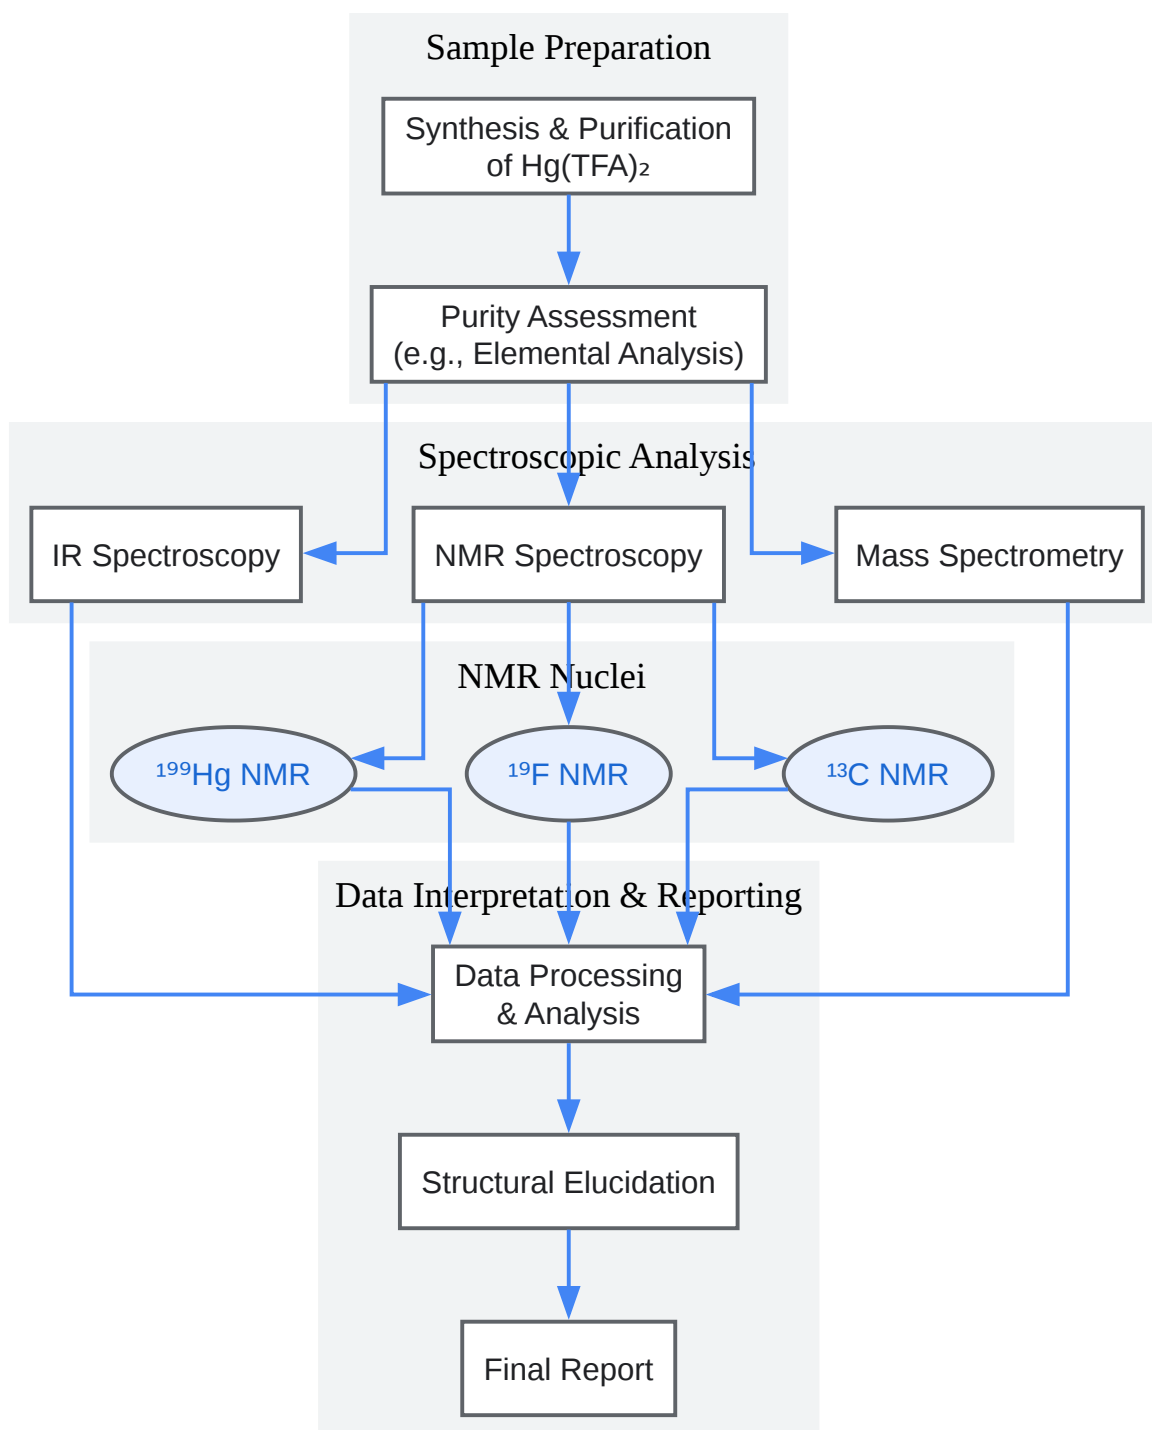 Sample Preparation
Synthesis & Purification
of Hg(TFA)₂
Purity Assessment
(e.g., Elemental Analysis)
Spectroscopic Analysis
IR Spectroscopy
NMR Spectroscopy
Mass Spectrometry
NMR Nuclei
¹⁹⁹Hg NMR
¹⁹F NMR
¹³C NMR
Data Interpretation & Reporting
Data Processing
& Analysis
Structural Elucidation
Final Report